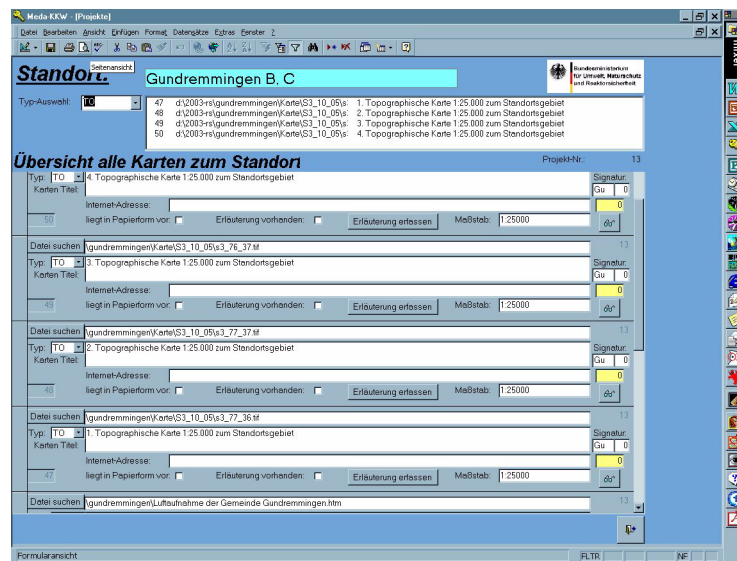 Meda-KKW - [Projekte]
Datei Bearbeiten Ansicht Einfügen Format Datensätze Extras Fenster ?
Seitenansicht
Standort:
Gundremmingen B, C
Bundesministerium
für Umwelt, Naturschutz
und Reaktorsicherheit
Typ-Auswahl: TO
47 d:\2003-rs\gundremmingen\Karte\S3_10_05\s: 1. Topographische Karte 1:25.000 zum Standortsgebiet
48 d:\2003-rs\gundremmingen\Karte\S3_10_05\s: 2. Topographische Karte 1:25.000 zum Standortsgebiet
49 d:\2003-rs\gundremmingen\Karte\S3_10_05\s: 3. Topographische Karte 1:25.000 zum Standortsgebiet
50 d:\2003-rs\gundremmingen\Karte\S3_10_05\s: 4. Topographische Karte 1:25.000 zum Standortsgebiet
Übersicht alle Karten zum Standort
Projekt-Nr.: 13
Typ: TO 4. Topographische Karte 1:25.000 zum Standortsgebiet Signatur:
Karten Titel: Gu 0
Internet-Adresse: 0
50 liegt in Papierform vor: Erläuterung vorhanden: Erläuterung erfassen Maßstab: 1:25000
Datei suchen \gundremmingen\Karte\S3_10_05\s3_76_37.tif 13
Typ: TO 3. Topographische Karte 1:25.000 zum Standortsgebiet Signatur:
Karten Titel: Gu 0
Internet-Adresse: 0
49 liegt in Papierform vor: Erläuterung vorhanden: Erläuterung erfassen Maßstab: 1:25000
Datei suchen \gundremmingen\Karte\S3_10_05\s3_77_37.tif 13
Typ: TO 2. Topographische Karte 1:25.000 zum Standortsgebiet Signatur:
Karten Titel: Gu 0
Internet-Adresse: 0
48 liegt in Papierform vor: Erläuterung vorhanden: Erläuterung erfassen Maßstab: 1:25000
Datei suchen \gundremmingen\Karte\S3_10_05\s3_77_36.tif 13
Typ: TO 1. Topographische Karte 1:25.000 zum Standortsgebiet Signatur:
Karten Titel: Gu 0
Internet-Adresse: 0
47 liegt in Papierform vor: Erläuterung vorhanden: Erläuterung erfassen Maßstab: 1:25000
Datei suchen \gundremmingen\Luftaufnahme der Gemeinde Gundremmingen.htm 13
Formularansicht FLTR NF